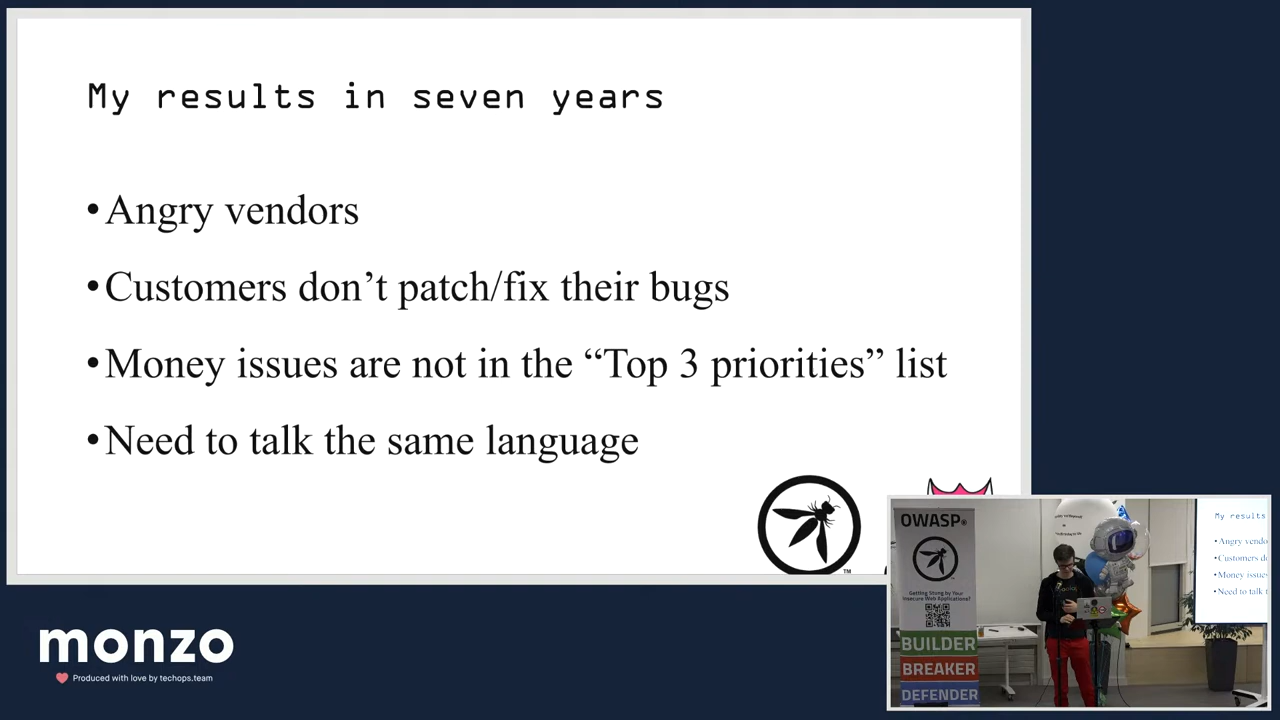 My results in seven years
•Angry vendors
•Customers don’t patch/fix their bugs
•Money issues are not in the “Top 3 priorities” list
•Need to talk the same language
TM
monzo
Produced with love by techops.team
OWASP®
Getting Stung by Your
Insecure Web Applications?
BUILDER
BREAKER
DEFENDER
My results
•Angry vendo
•Customers d
•Money issue
•Need to talk t